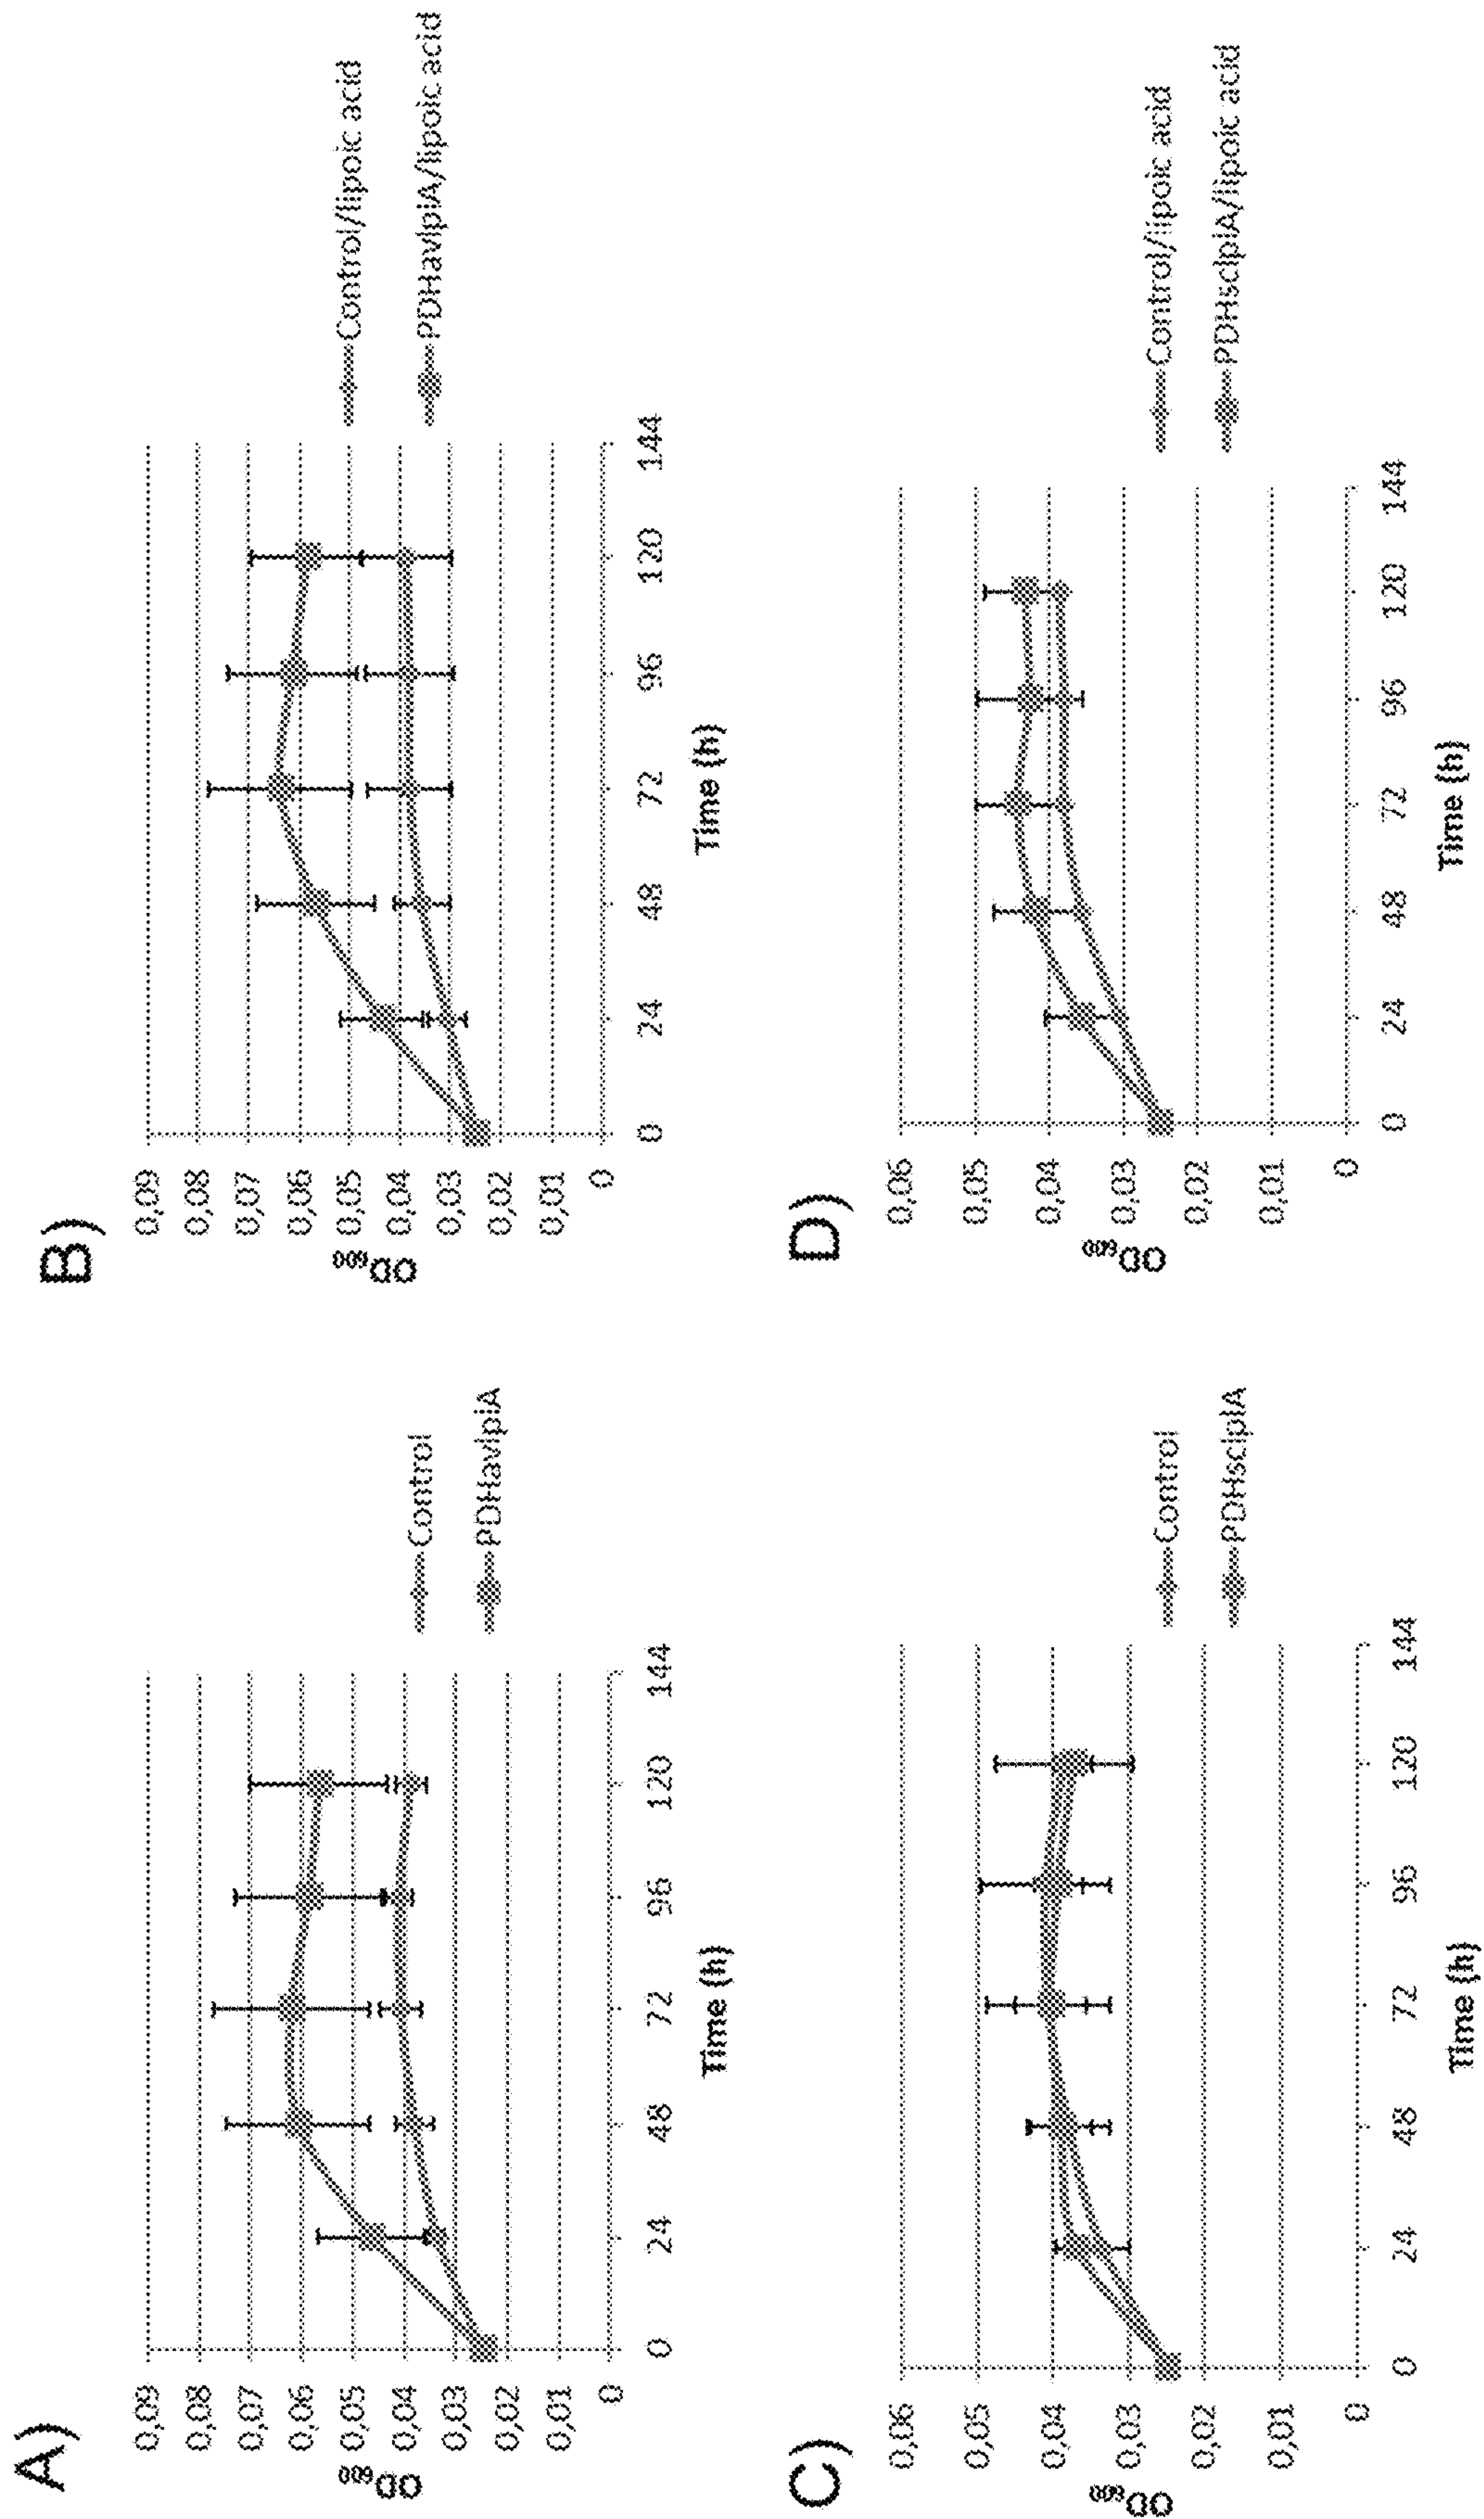 A)
OD600
0,09
0,08
0,07
0,06
0,05
0,04
0,03
0,02
0,01
0
0 24 48 72 96 120 144
Time (h)
Control
PDHavlplA
B)
OD600
0,09
0,08
0,07
0,06
0,05
0,04
0,03
0,02
0,01
0
0 24 48 72 96 120 144
Time (h)
Control/lipoic acid
PDHavlplA/lipoic acid
C)
OD600
0,06
0,05
0,04
0,03
0,02
0,01
0
0 24 48 72 96 120 144
Time (h)
Control
PDHsclplA
D)
OD600
0,06
0,05
0,04
0,03
0,02
0,01
0
0 24 48 72 96 120 144
Time (h)
Control/lipoic acid
PDHsclplA/lipoic acid